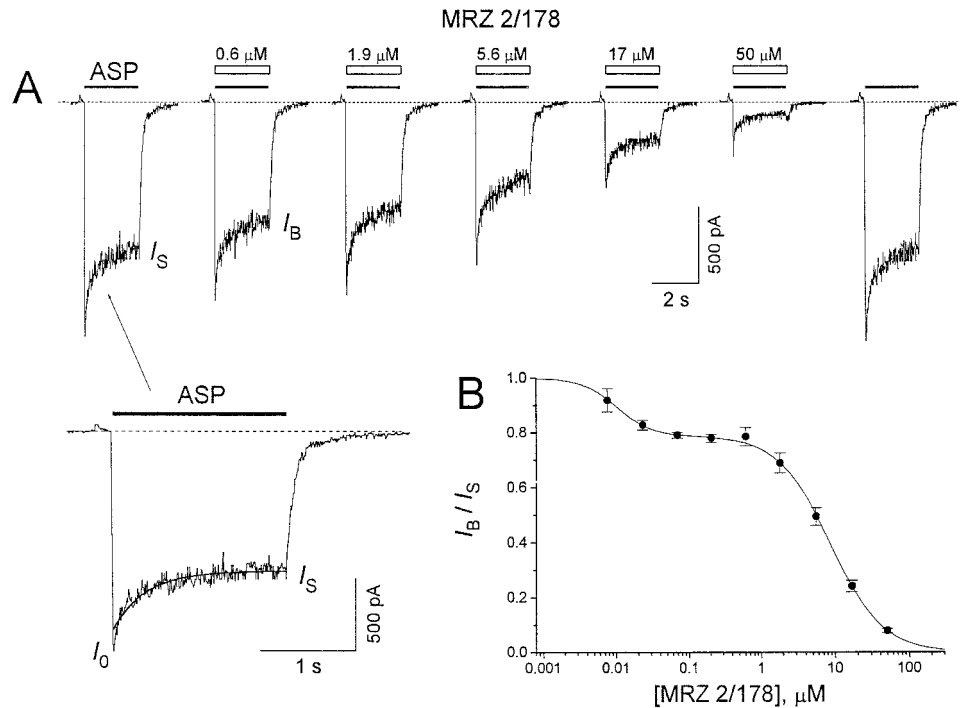 MRZ 2/178
0.6 μM 1.9 μM 5.6 μM 17 μM 50 μM
A ASP
I_S I_B
500 pA
2 s
ASP
I_0 I_S
500 pA
1 s
B
1.0
0.8
0.6
0.4
0.2
0.0
I_B / I_S
0.001 0.01 0.1 1 10 100
[MRZ 2/178], μM